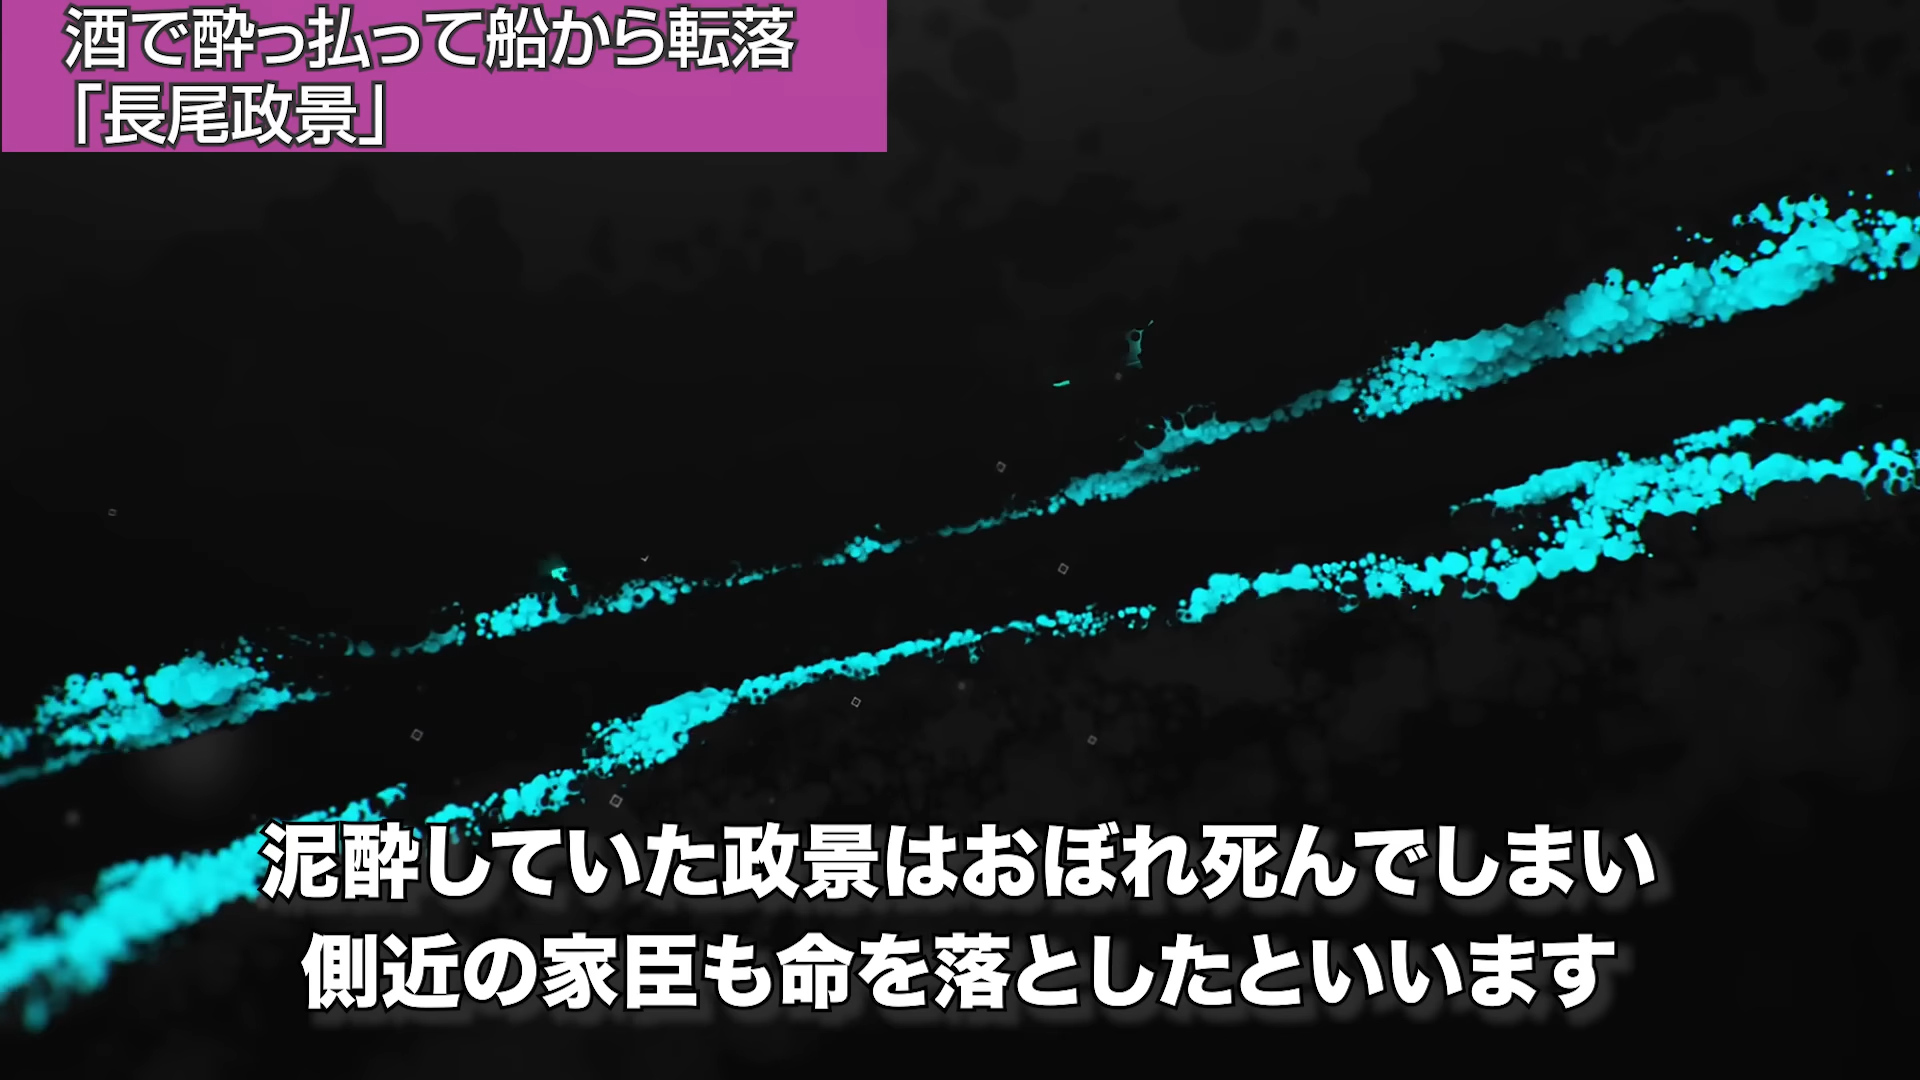 酒で酔っ払って船から転落
「長尾政景」
泥酔していた政景はおぼれ死んでしまい
側近の家臣も命を落としたといいます